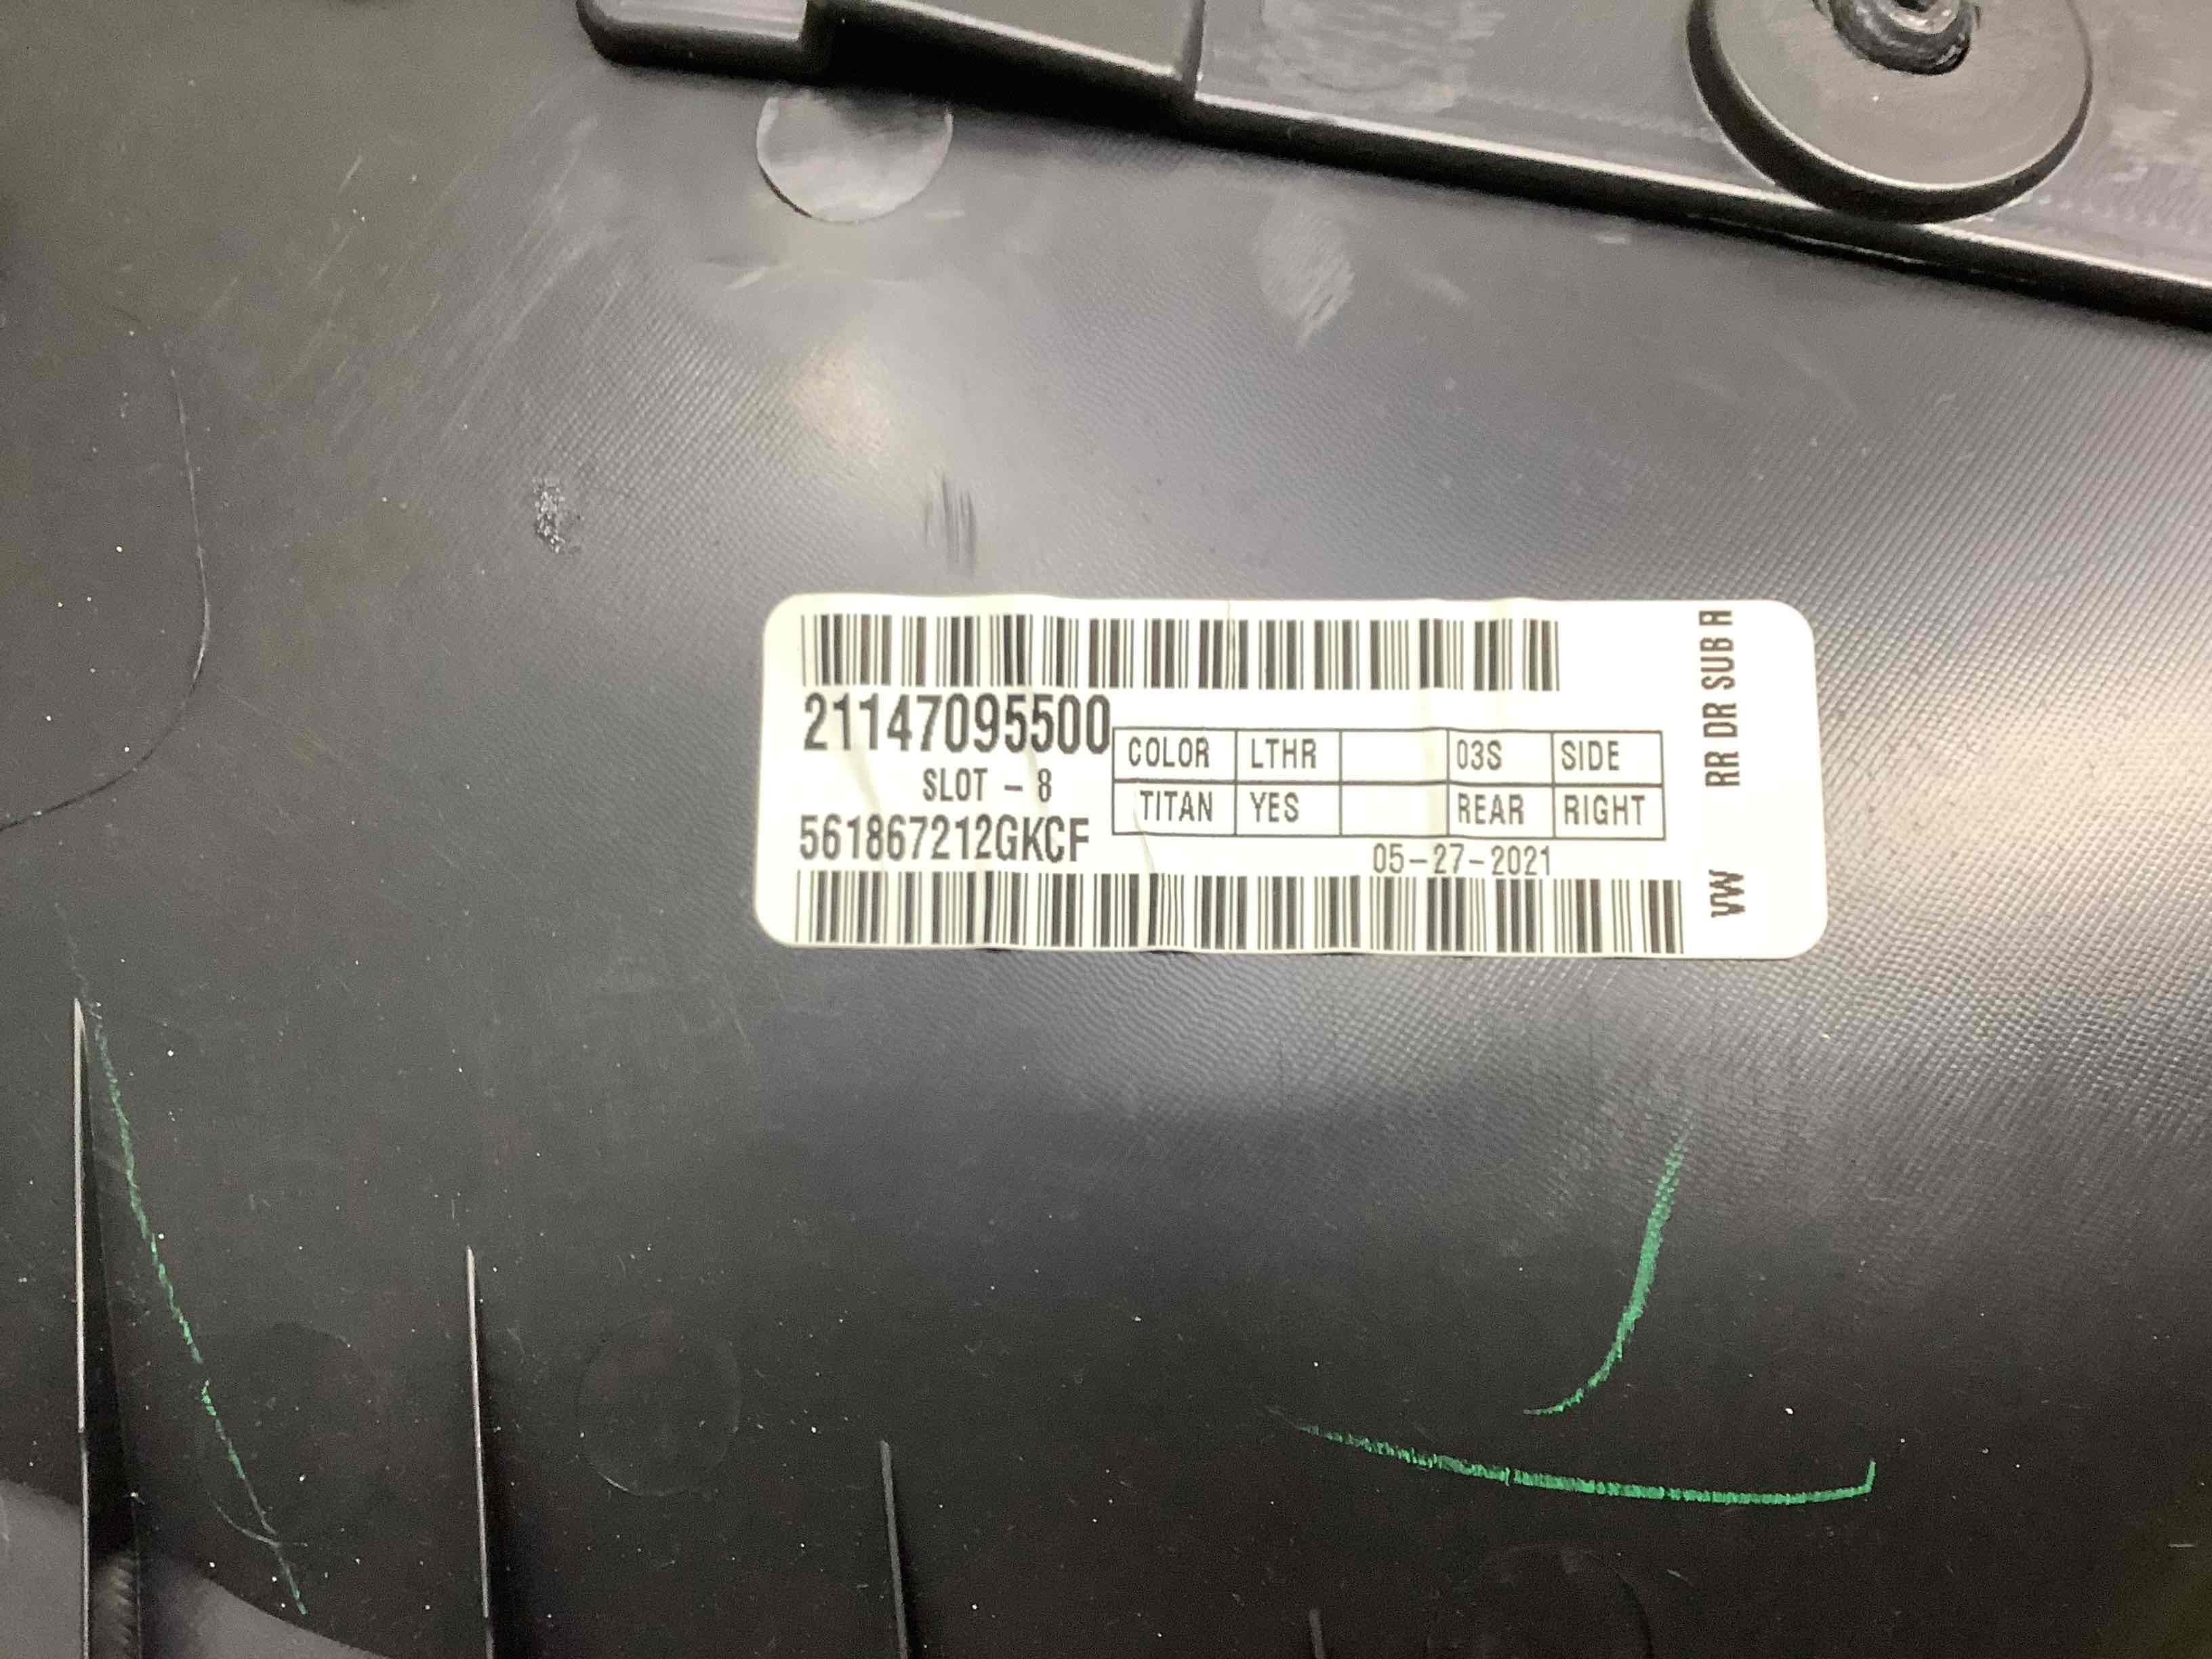 21147095500
SLOT - 8
561867212GKCF
COLOR LTHR 03S SIDE
TITAN YES REAR RIGHT
05-27-2021
VW RR DR SUB A